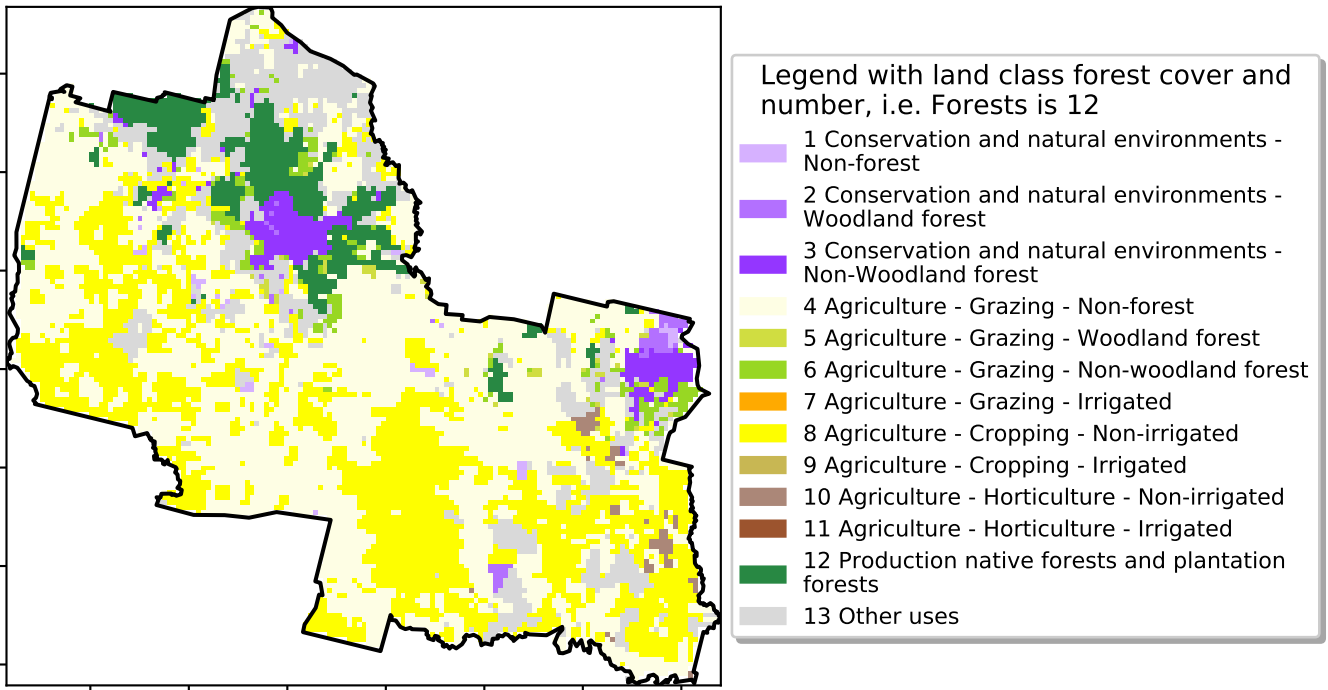 Legend with land class forest cover and
number, i.e. Forests is 12
1 Conservation and natural environments -
Non-forest
2 Conservation and natural environments -
Woodland forest
3 Conservation and natural environments -
Non-Woodland forest
4 Agriculture - Grazing - Non-forest
5 Agriculture - Grazing - Woodland forest
6 Agriculture - Grazing - Non-woodland forest
7 Agriculture - Grazing - Irrigated
8 Agriculture - Cropping - Non-irrigated
9 Agriculture - Cropping - Irrigated
10 Agriculture - Horticulture - Non-irrigated
11 Agriculture - Horticulture - Irrigated
12 Production native forests and plantation
forests
13 Other uses